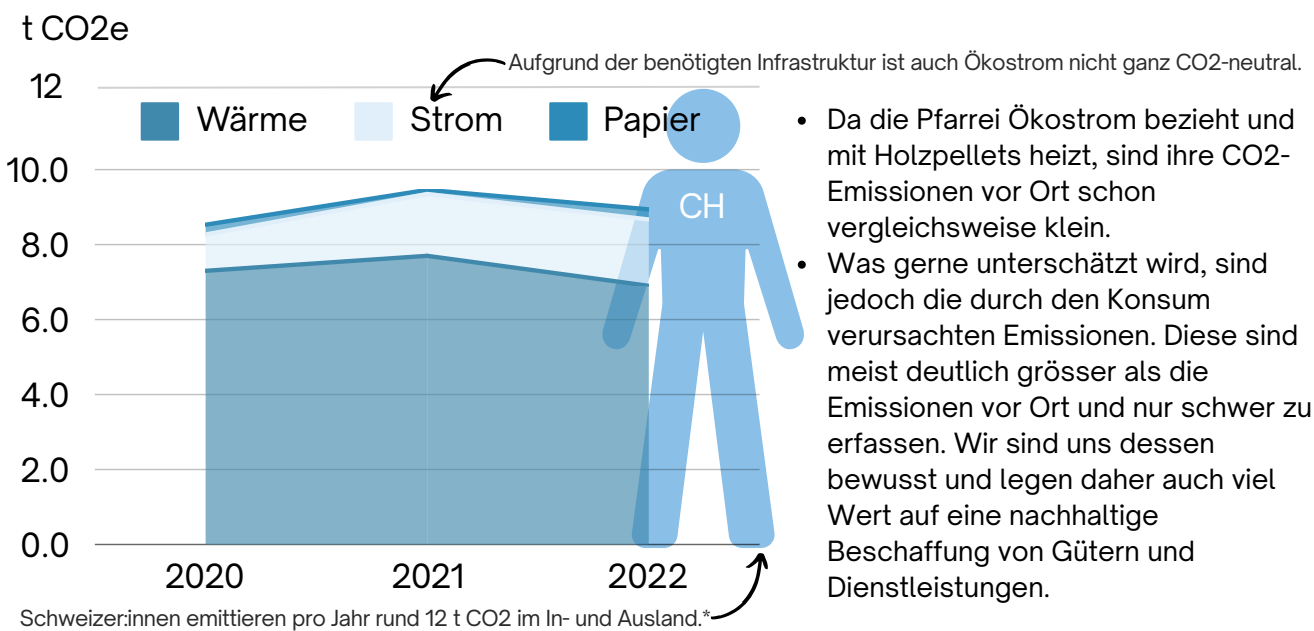 t CO2e
Aufgrund der benötigten Infrastruktur ist auch Ökostrom nicht ganz CO2-neutral.
12
Wärme Strom Papier
10.0
8.0
6.0
4.0
2.0
0.0
CH
2020 2021 2022
Schweizer:innen emittieren pro Jahr rund 12 t CO2 im In- und Ausland.*
• Da die Pfarrei Ökostrom bezieht und
mit Holzpellets heizt, sind ihre CO2-
Emissionen vor Ort schon
vergleichsweise klein.
• Was gerne unterschätzt wird, sind
jedoch die durch den Konsum
verursachten Emissionen. Diese sind
meist deutlich grösser als die
Emissionen vor Ort und nur schwer zu
erfassen. Wir sind uns dessen
bewusst und legen daher auch viel
Wert auf eine nachhaltige
Beschaffung von Gütern und
Dienstleistungen.